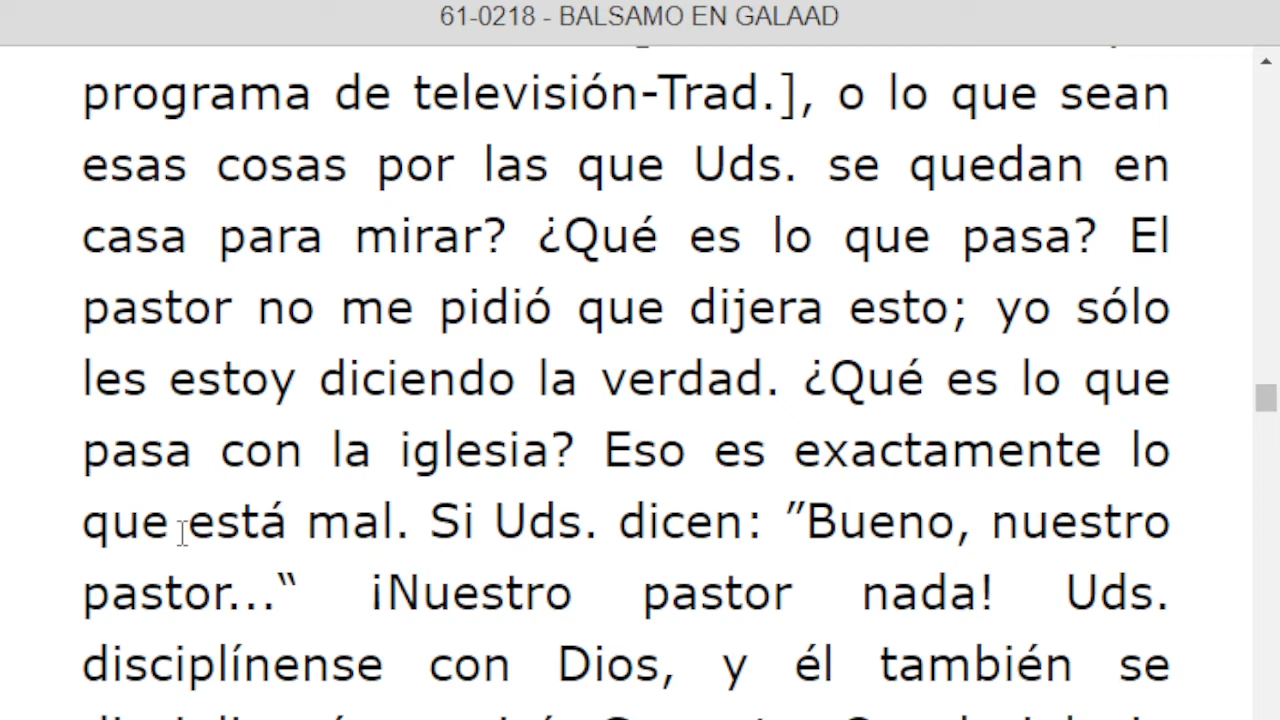 61-0218 - BALSAMO EN GALAAD
programa de televisión-Trad.], o lo que sean
esas cosas por las que Uds. se quedan en
casa para mirar? ¿Qué es lo que pasa? El
pastor no me pidió que dijera esto; yo sólo
les estoy diciendo la verdad. ¿Qué es lo que
pasa con la iglesia? Eso es exactamente lo
que está mal. Si Uds. dicen: ”Bueno, nuestro
pastor...“ ¡Nuestro pastor nada! Uds.
disciplínense con Dios, y él también se